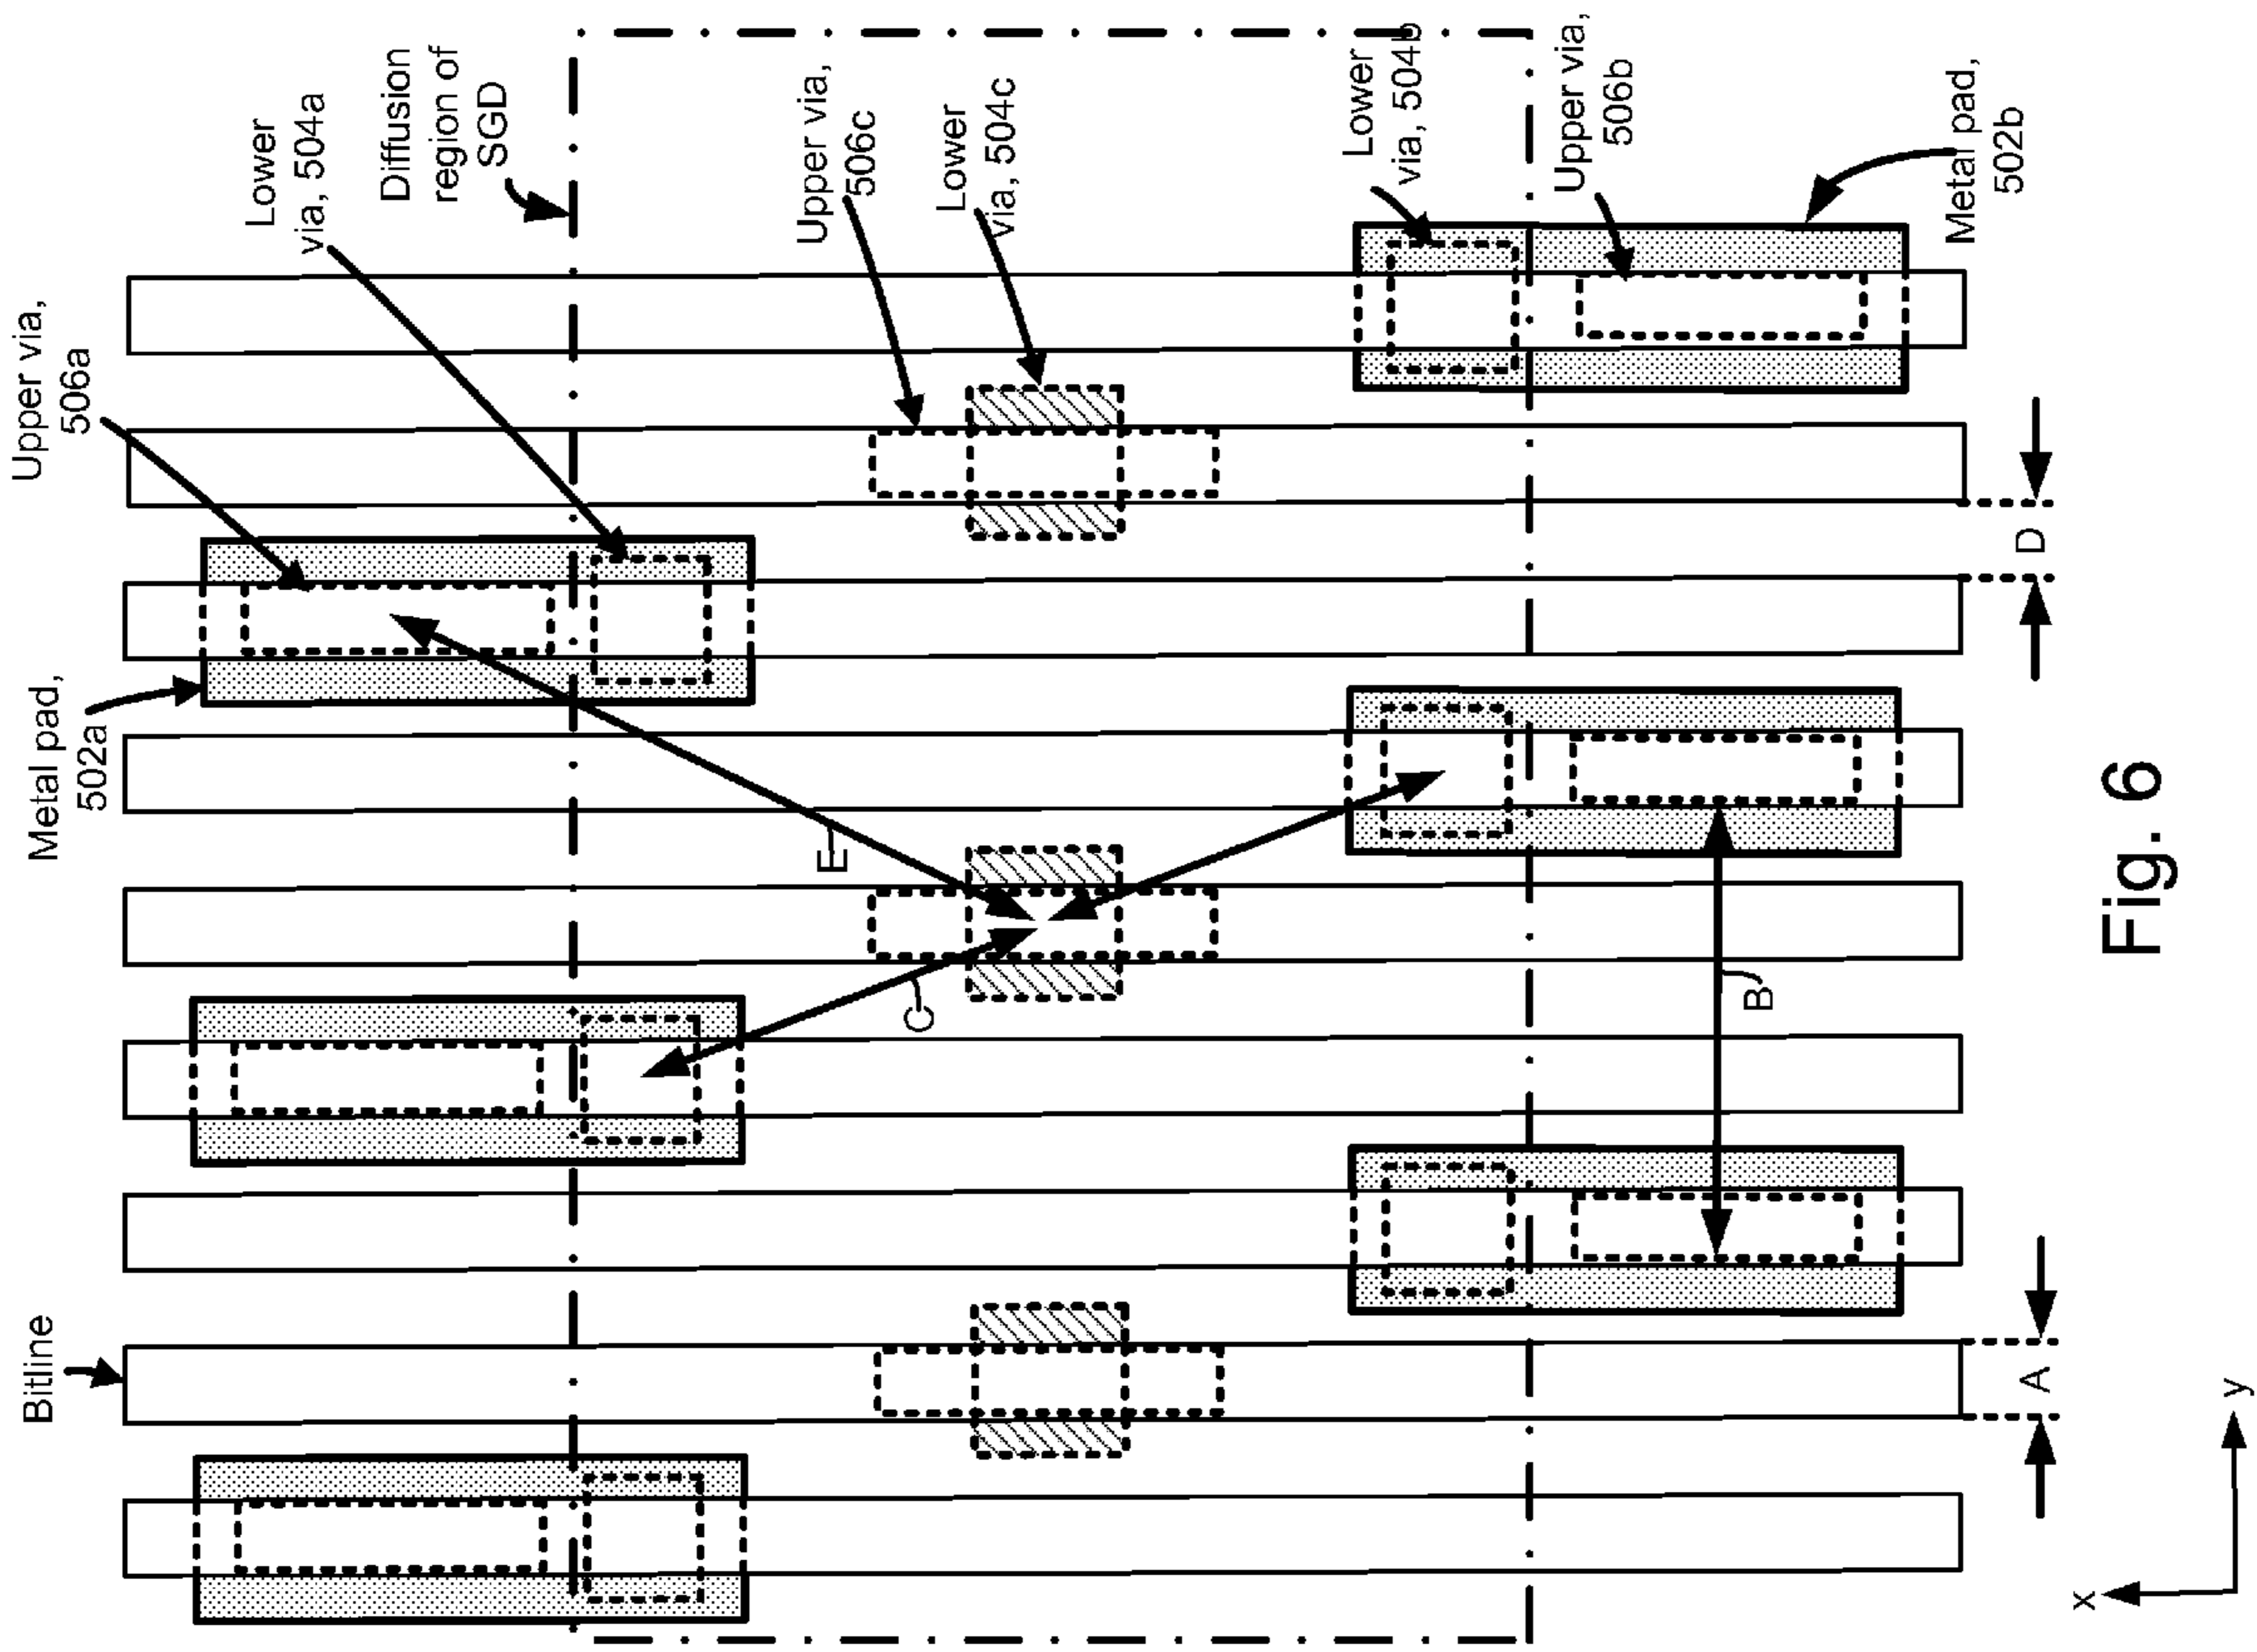 Bitline
Metal pad,
502a
Upper via,
506a
Lower
via, 504a
Diffusion
region of
SGD
Upper via,
506c
Lower
via, 504c
Lower
via, 504b
Upper via,
506b
Metal pad,
502b
E
C
B
D
A
x
y
Fig. 6